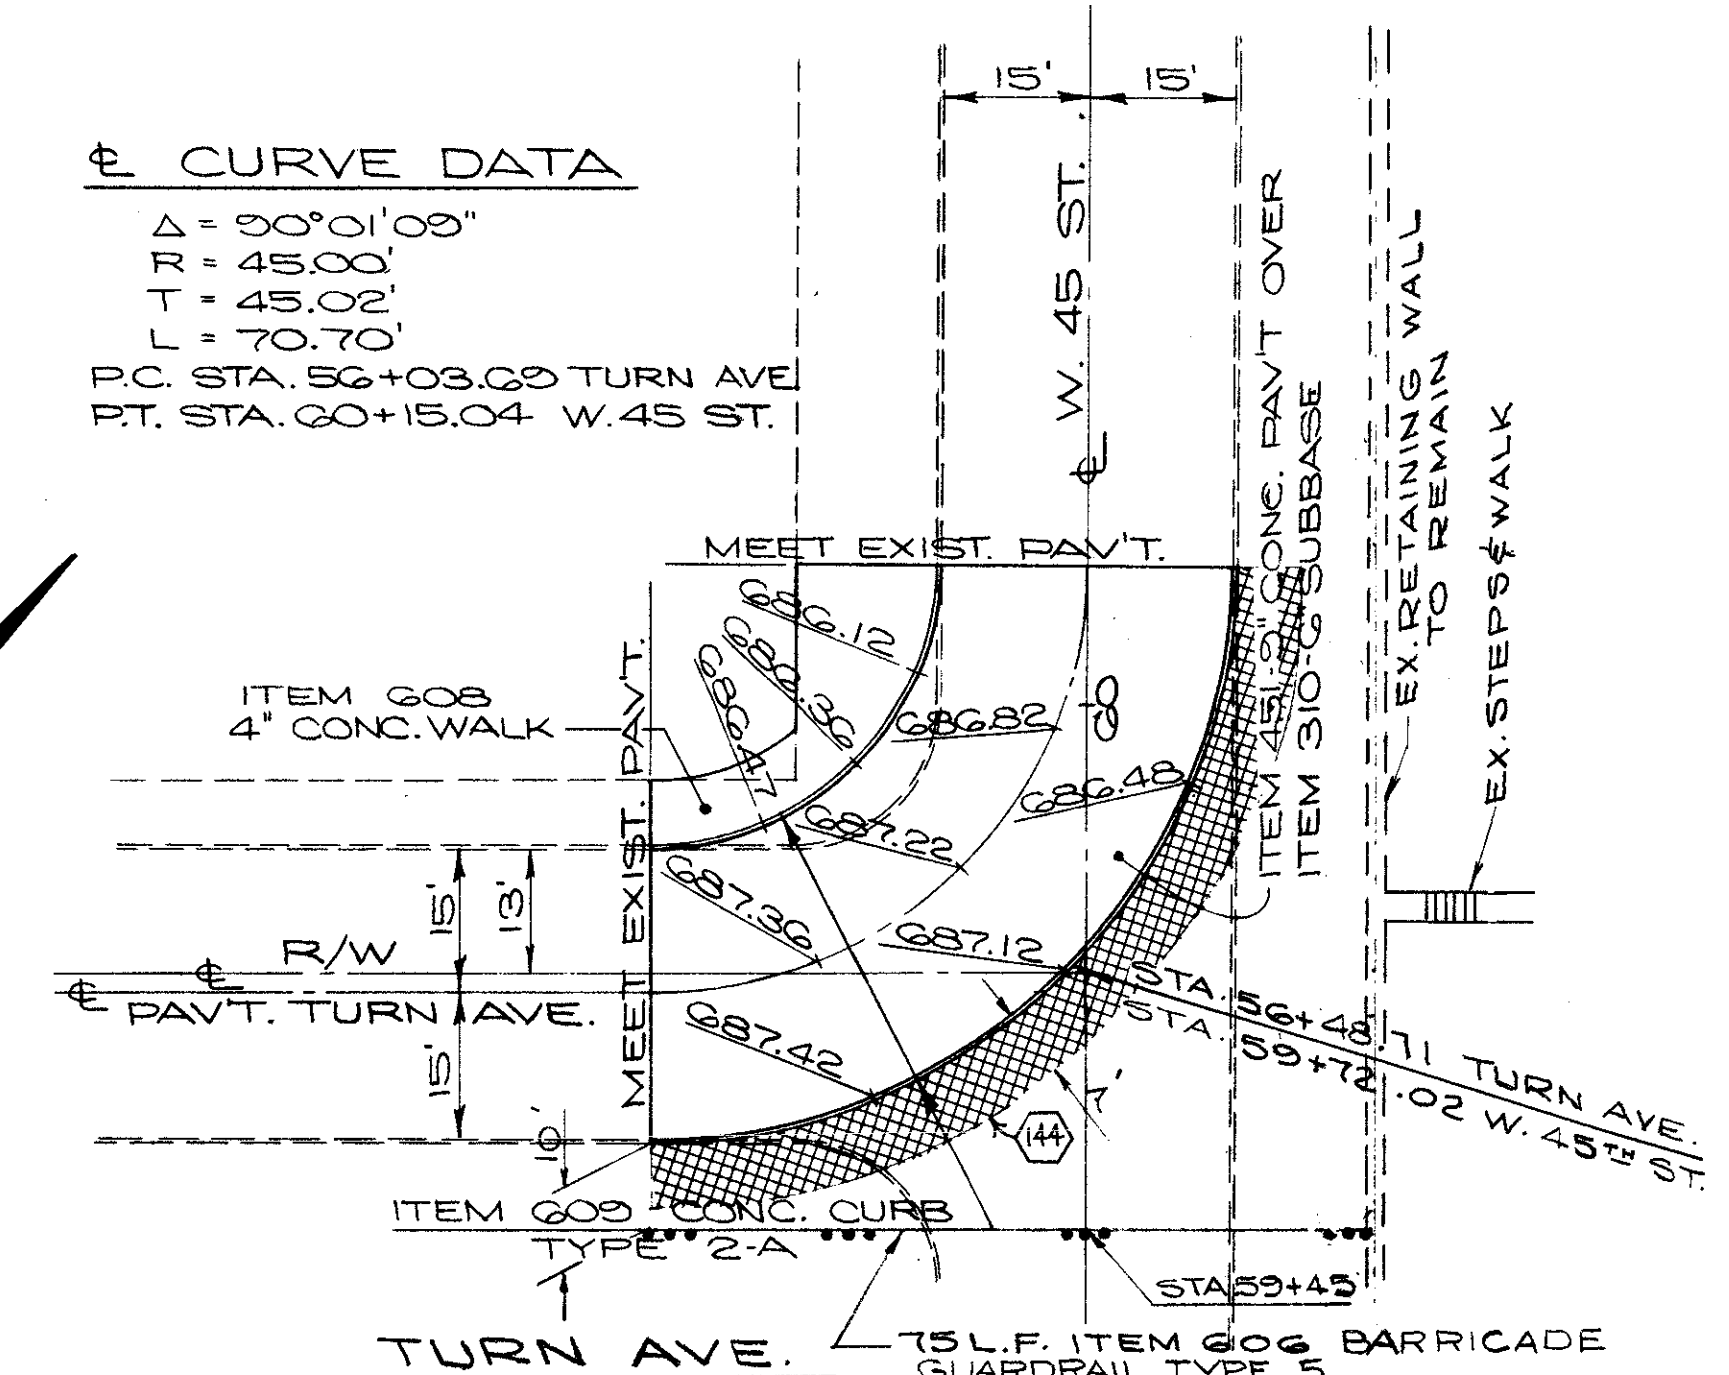 15' 15'
℄ CURVE DATA
Δ = 90°01'09"
R = 45.00'
T = 45.02'
L = 70.70'
P.C. STA. 56+03.69 TURN AVE
P.T. STA. 60+15.04 W. 45 ST.
℄ W. 45 ST.
ITEM 451-9" CONC. PAV'T OVER
ITEM 310-6" SUBBASE
EX. RETAINING WALL
TO REMAIN
EX. STEPS & WALK
MEET EXIST. PAV'T.
MEET EXIST. PAV'T.
686.12
686.36
686.47
ITEM 608
4" CONC. WALK
686.82
60
686.48
687.22
687.36
687.12
687.42
15' 13'
R/W
℄
℄ PAV'T. TURN AVE.
15'
10'
STA. 56+48.71 TURN AVE.
STA. 59+72.02 W. 45TH ST.
7'
144
ITEM 609 CONC. CURB
TYPE 2-A
STA 59+45
TURN AVE.
75 L.F. ITEM 606 BARRICADE
GUARDRAIL TYPE 5